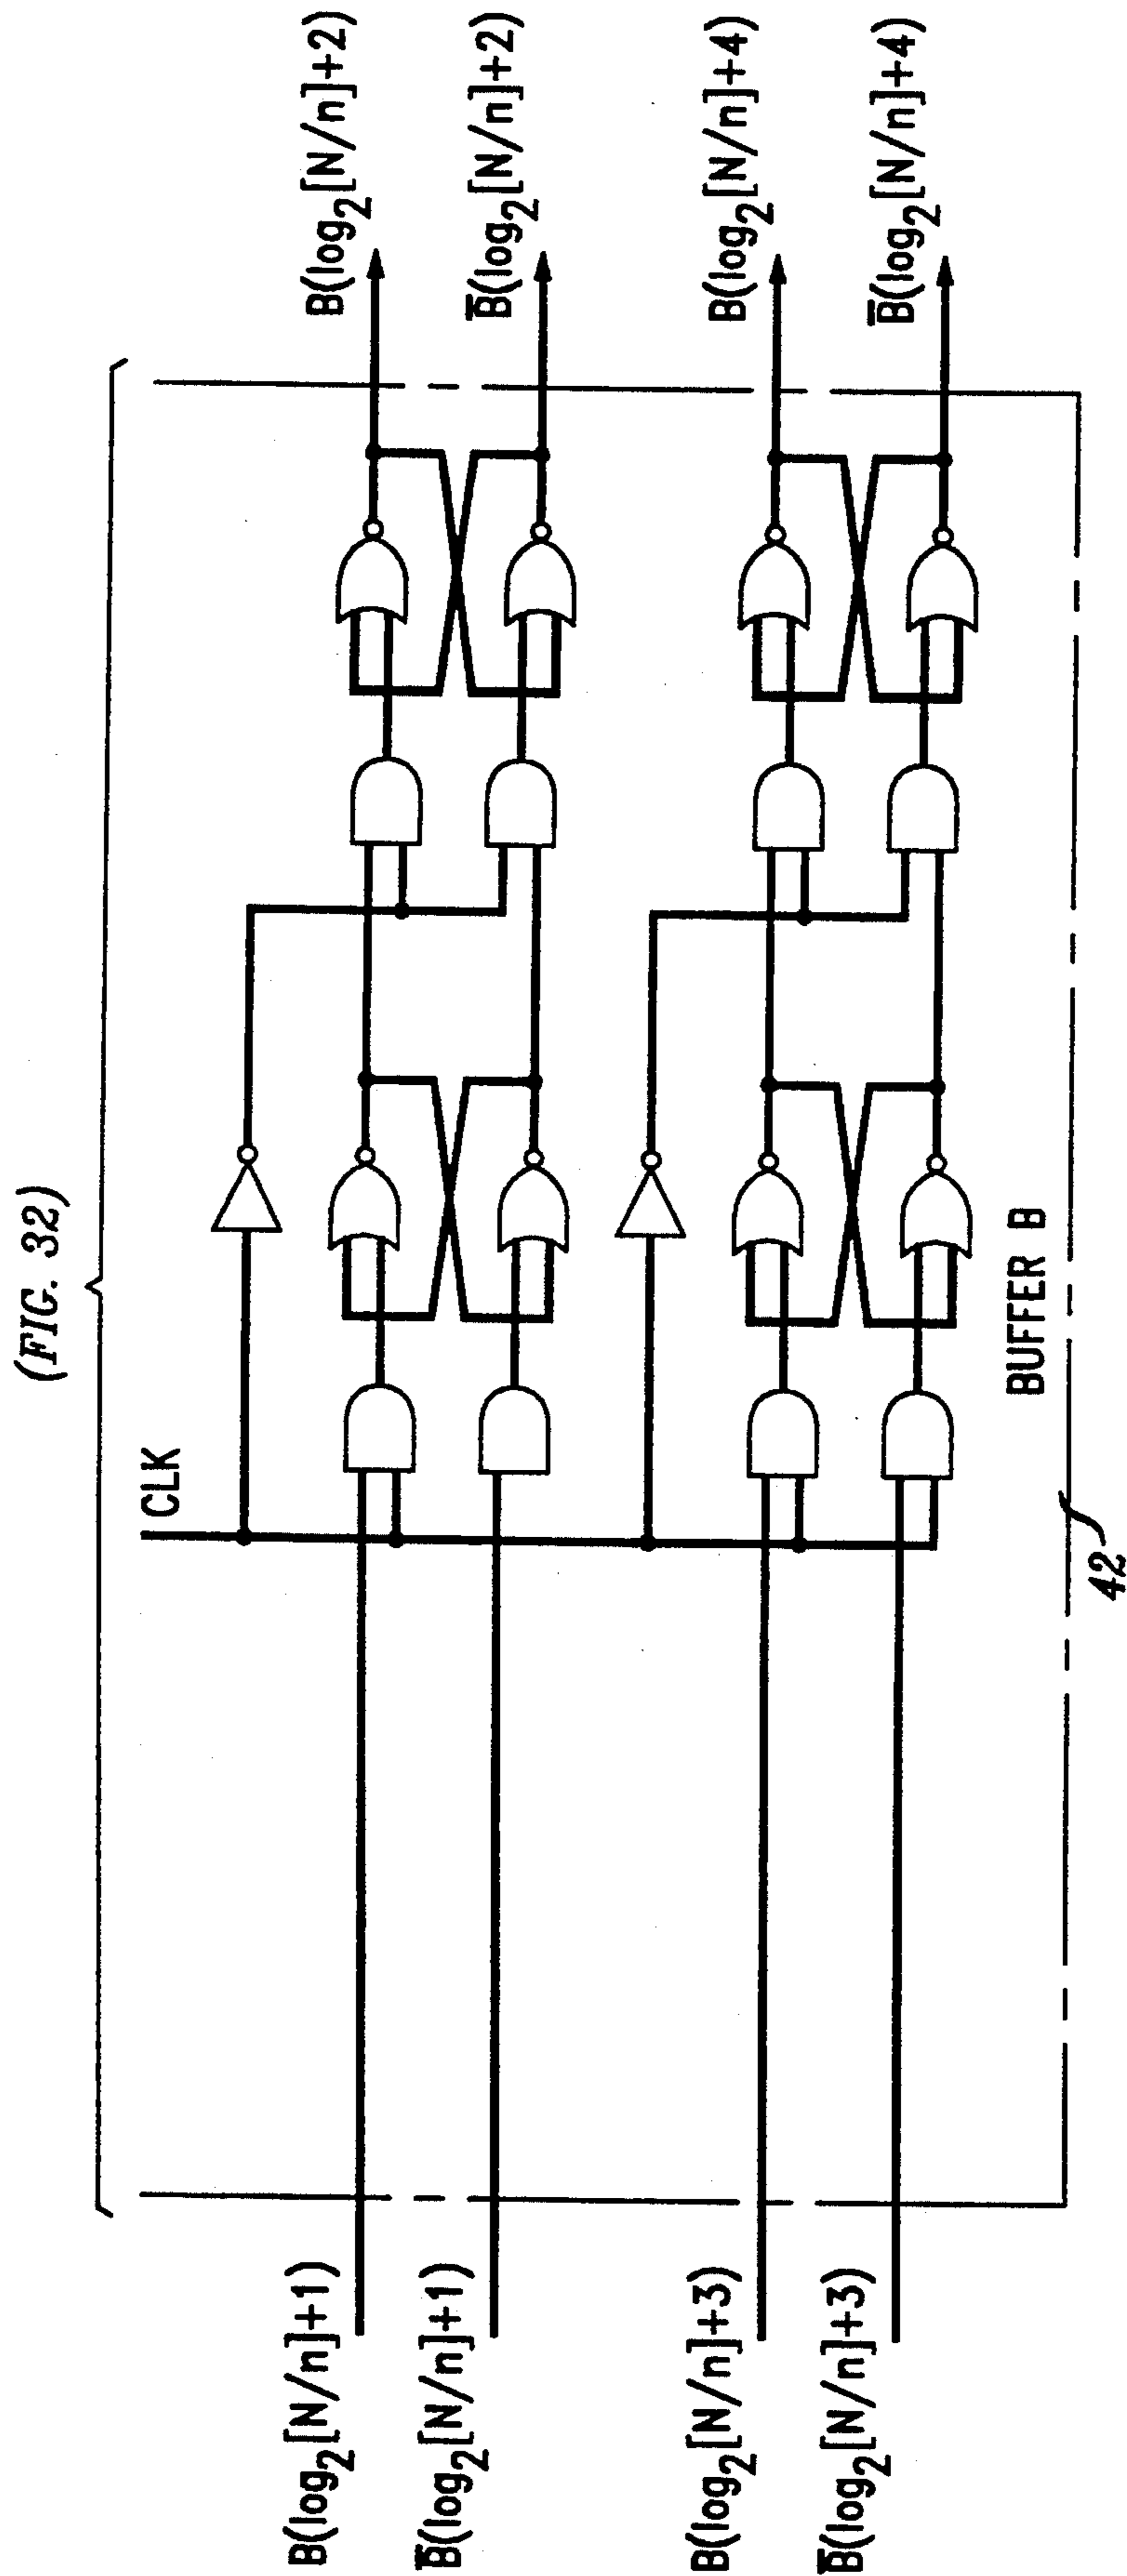 (FIG. 32)
CLK
B(log2[N/n]+1)
B̅(log2[N/n]+1)
B(log2[N/n]+3)
B̅(log2[N/n]+3)
B(log2[N/n]+2)
B̅(log2[N/n]+2)
B(log2[N/n]+4)
B̅(log2[N/n]+4)
BUFFER B
42